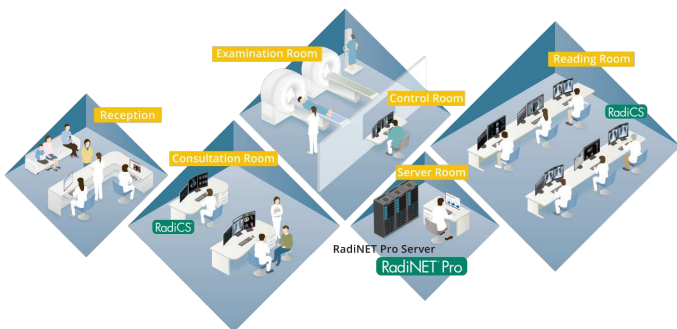 Examination Room
Reading Room
Control Room
Reception
RadiCS
Consultation Room
Server Room
RadiCS
RadiNET Pro Server
RadiNET Pro